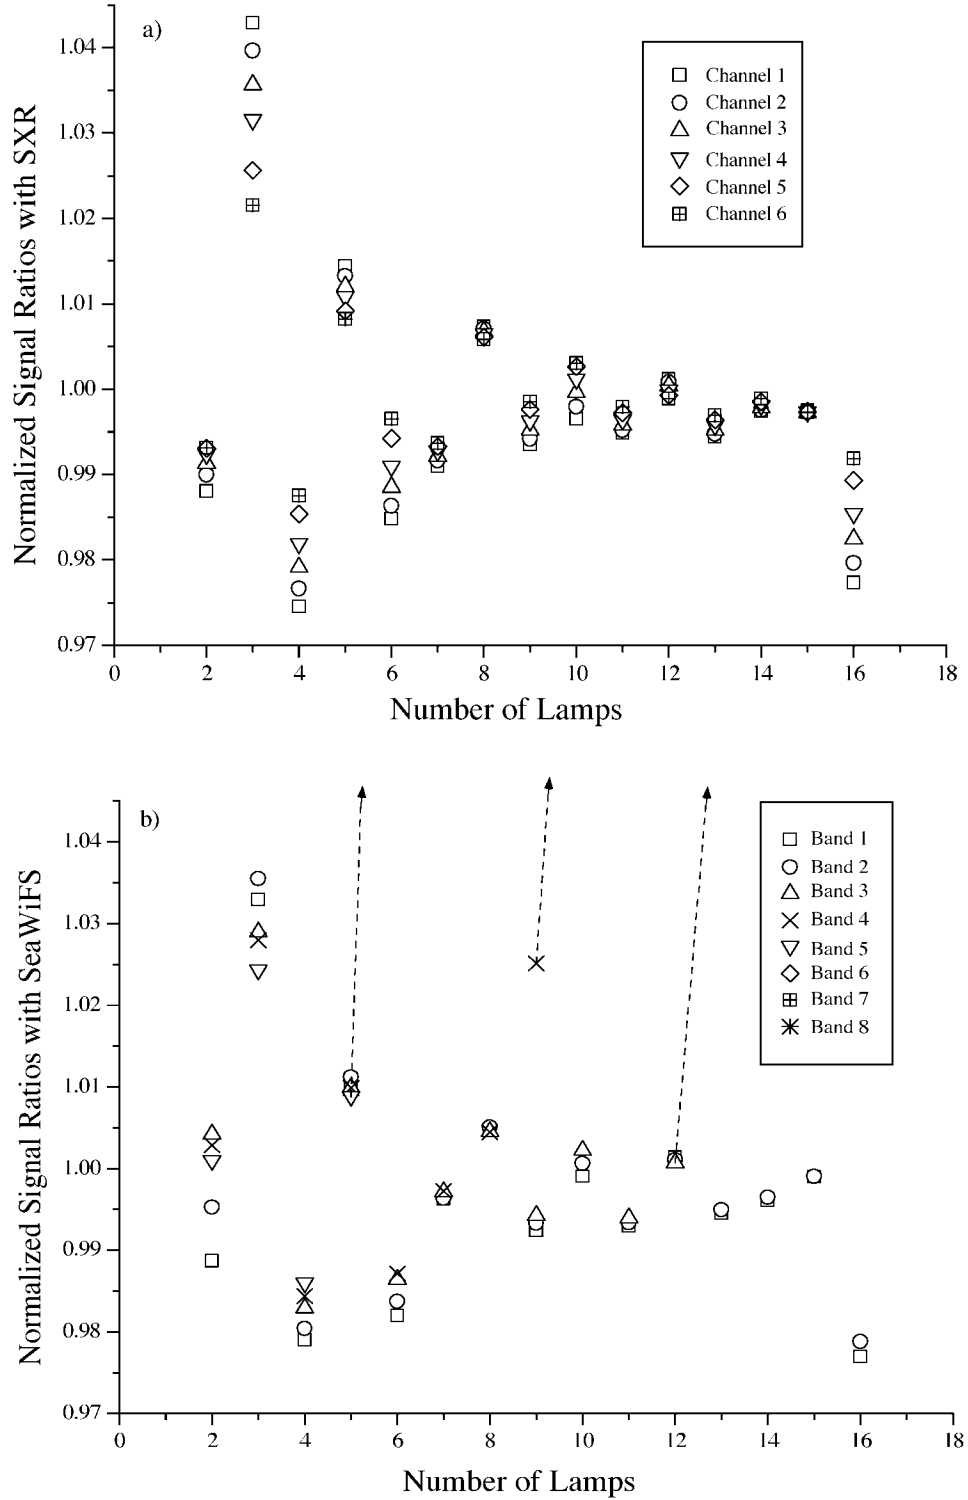 a)
1.04
1.03
1.02
1.01
1.00
0.99
0.98
0.97
Normalized Signal Ratios with SXR
Channel 1
Channel 2
Channel 3
Channel 4
Channel 5
Channel 6
0 2 4 6 8 10 12 14 16 18
Number of Lamps
b)
1.04
1.03
1.02
1.01
1.00
0.99
0.98
0.97
Normalized Signal Ratios with SeaWiFS
Band 1
Band 2
Band 3
Band 4
Band 5
Band 6
Band 7
Band 8
0 2 4 6 8 10 12 14 16 18
Number of Lamps